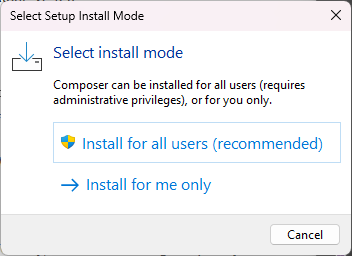 Select Setup Install Mode
Select install mode
Composer can be installed for all users (requires
administrative privileges), or for you only.
Install for all users (recommended)
Install for me only
Cancel